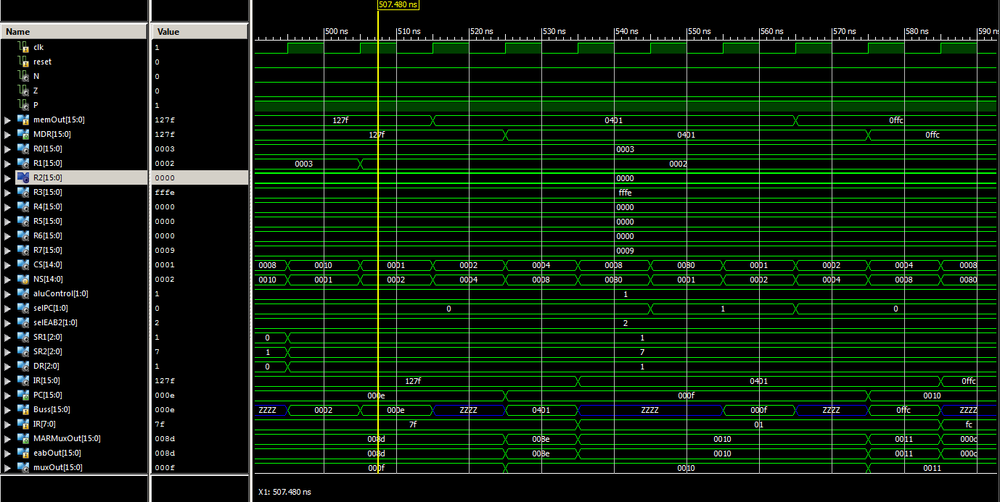 507.480 ns
Name Value 500 ns 510 ns 520 ns 530 ns 540 ns 550 ns 560 ns 570 ns 580 ns 590 ns
clk 1
reset 0
N 0
Z 0
P 1
memOut[15:0] 127f 127f 0401 0ffc
MDR[15:0] 127f 127f 0401 0ffc
R0[15:0] 0003 0003
R1[15:0] 0002 0003 0002
R2[15:0] 0000 0000
R3[15:0] fffe fffe
R4[15:0] 0000 0000
R5[15:0] 0000 0000
R6[15:0] 0000 0000
R7[15:0] 0009 0009
CS[14:0] 0001 0008 0010 0001 0002 0004 0008 0080 0001 0002 0004 0008
NS[14:0] 0002 0010 0001 0002 0004 0008 0080 0001 0002 0004 0008 0080
aluControl[1:0] 1 1
selPC[1:0] 0 0 1 0
selEAB2[1:0] 2 2
SR1[2:0] 1 0 1
SR2[2:0] 7 1 7
DR[2:0] 1 0 1
IR[15:0] 127f 127f 0401 0ffc
PC[15:0] 000e 000e 000f 0010
Buss[15:0] 000e ZZZZ 0002 000e ZZZZ 0401 ZZZZ 000f ZZZZ 0ffc ZZZZ
IR[7:0] 7f 7f 01 fc
MARMuxOut[15:0] 008d 008d 008e 0010 0011 000c
eabOut[15:0] 008d 008d 008e 0010 0011 000c
muxOut[15:0] 000f 000f 0010 0011
X1: 507.480 ns